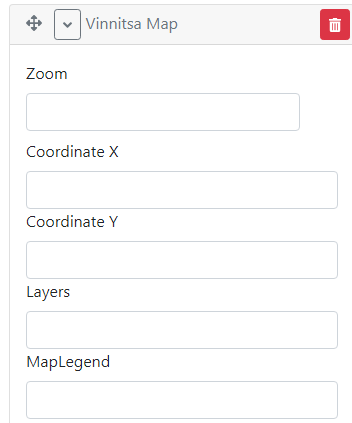 Vinnitsa Map
Zoom
Coordinate X
Coordinate Y
Layers
MapLegend